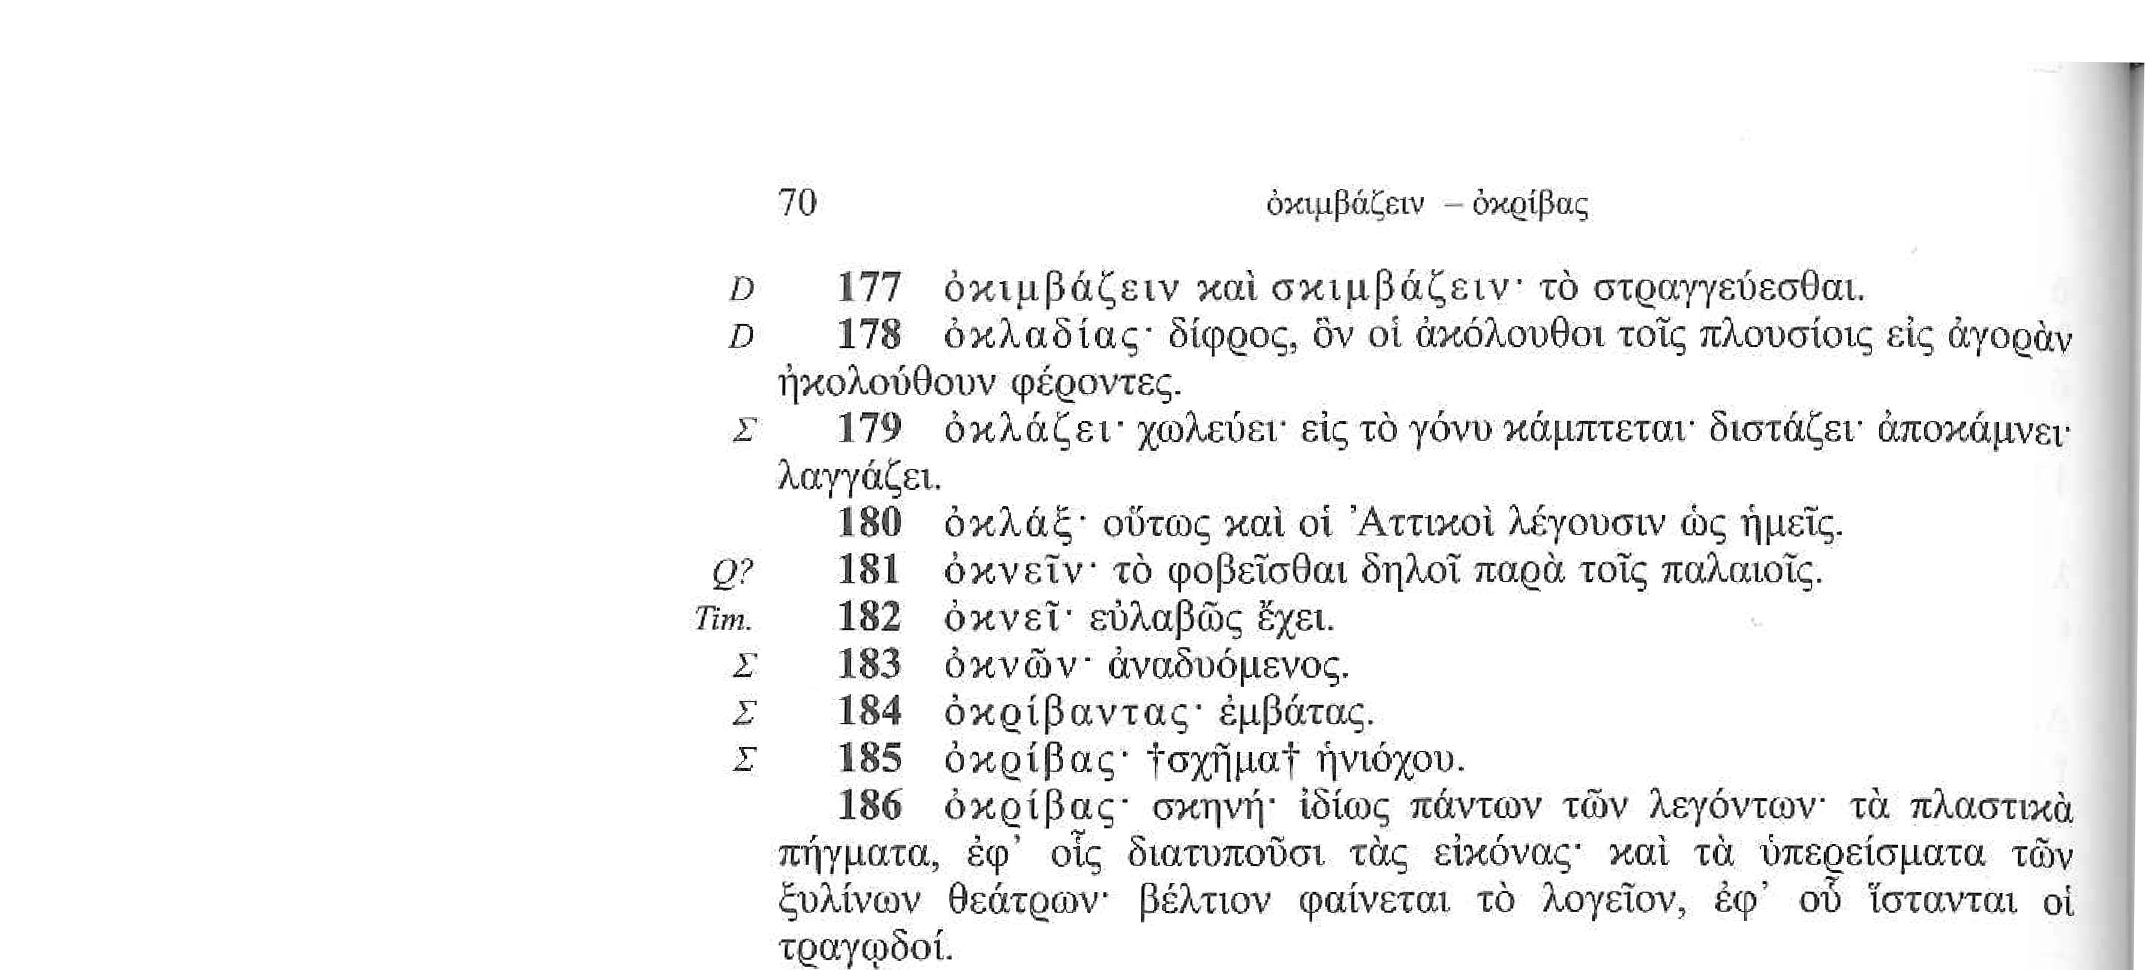 70 ὀκιμβάζειν – ὀκρίβας
D 177 ὀκιμβάζειν καὶ σκιμβάζειν· τὸ στραγγεύεσθαι.
D 178 ὀκλαδίας· δίφρος, ὃν οἱ ἀκόλουθοι τοῖς πλουσίοις εἰς ἀγορὰν
ἠκολούθουν φέροντες.
Σ 179 ὀκλάζει· χωλεύει· εἰς τὸ γόνυ κάμπτεται· διστάζει· ἀποκάμνει·
λαγγάζει.
180 ὀκλάξ· οὕτως καὶ οἱ Ἀττικοὶ λέγουσιν ὡς ἡμεῖς.
Q? 181 ὀκνεῖν· τὸ φοβεῖσθαι δηλοῖ παρὰ τοῖς παλαιοῖς.
Tim. 182 ὀκνεῖ· εὐλαβῶς ἔχει.
Σ 183 ὀκνῶν· ἀναδυόμενος.
Σ 184 ὀκρίβαντας· ἐμβάτας.
Σ 185 ὀκρίβας· †σχῆμα† ἡνιόχου.
186 ὀκρίβας· σκηνή· ἰδίως πάντων τῶν λεγόντων· τὰ πλαστικὰ
πήγματα, ἐφ’ οἷς διατυποῦσι τὰς εἰκόνας· καὶ τὰ ὑπερείσματα τῶν
ξυλίνων θεάτρων· βέλτιον φαίνεται τὸ λογεῖον, ἐφ’ οὗ ἵστανται οἱ
τραγῳδοί.